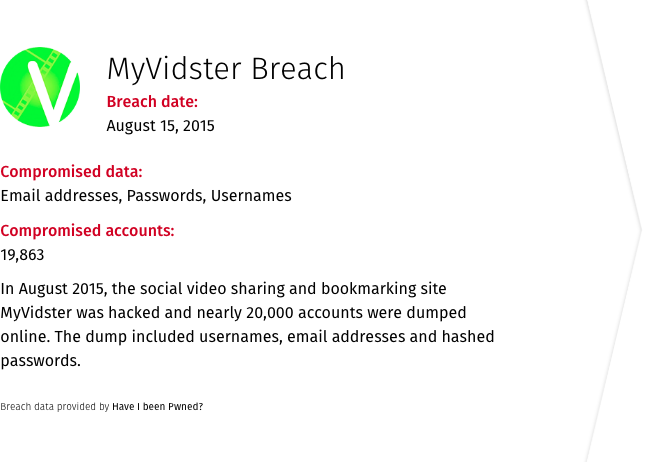 MyVidster Breach
Breach date:
August 15, 2015
Compromised data:
Email addresses, Passwords, Usernames
Compromised accounts:
19,863
In August 2015, the social video sharing and bookmarking site
MyVidster was hacked and nearly 20,000 accounts were dumped
online. The dump included usernames, email addresses and hashed
passwords.
Breach data provided by Have I been Pwned?